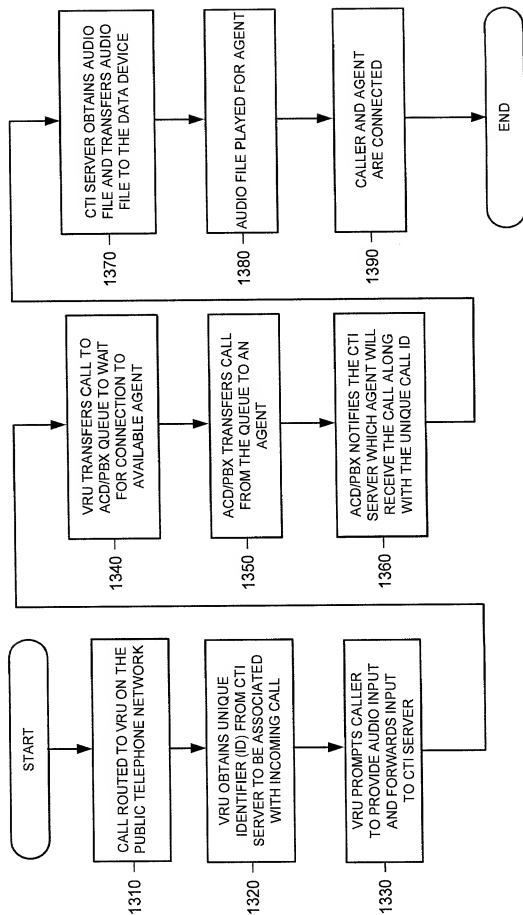 START
CALL ROUTED TO VRU ON THE
PUBLIC TELEPHONE NETWORK
1310
VRU OBTAINS UNIQUE
IDENTIFIER (ID) FROM CTI
SERVER TO BE ASSOCIATED
WITH INCOMING CALL
1320
VRU PROMPTS CALLER
TO PROVIDE AUDIO INPUT
AND FORWARDS INPUT
TO CTI SERVER
1330
VRU TRANSFERS CALL TO
ACD/PBX QUEUE TO WAIT
FOR CONNECTION TO
AVAILABLE AGENT
1340
ACD/PBX TRANSFERS CALL
FROM THE QUEUE TO AN
AGENT
1350
ACD/PBX NOTIFIES THE CTI
SERVER WHICH AGENT WILL
RECEIVE THE CALL ALONG
WITH THE UNIQUE CALL ID
1360
CTI SERVER OBTAINS AUDIO
FILE AND TRANSFERS AUDIO
FILE TO THE DATA DEVICE
1370
AUDIO FILE PLAYED FOR AGENT
1380
CALLER AND AGENT
ARE CONNECTED
1390
END